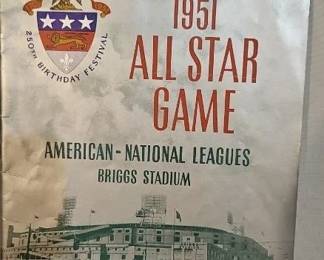 1951
ALL STAR
GAME
250TH BIRTHDAY FESTIVAL
AMERICAN-NATIONAL LEAGUES
BRIGGS STADIUM